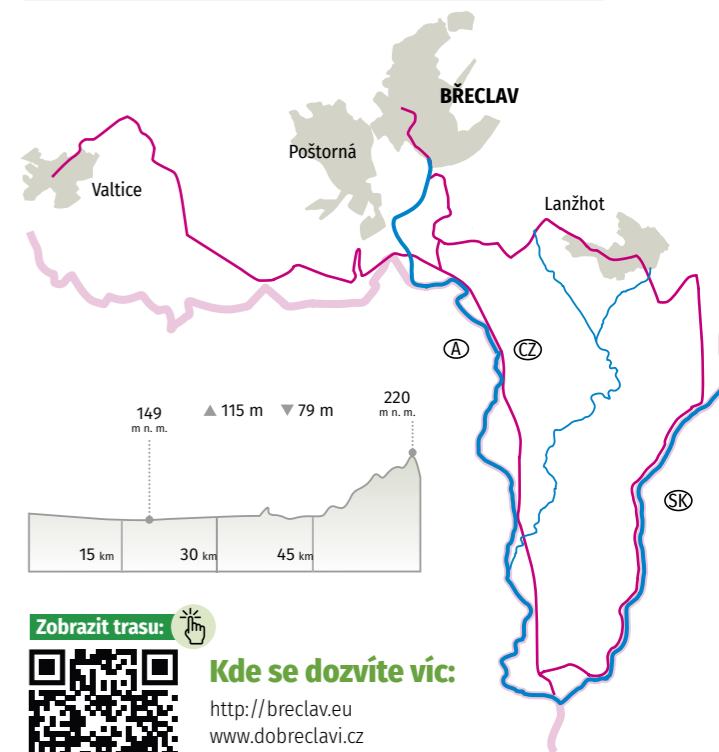 BŘECLAV
Poštorná
Valtice
Lanžhot
A
CZ
SK
149
m n. m.
▲ 115 m ▼ 79 m
220
m n. m.
15 km
30 km
45 km
Zobrazit trasu:
Kde se dozvíte víc:
http://breclav.eu
www.dobreclavi.cz